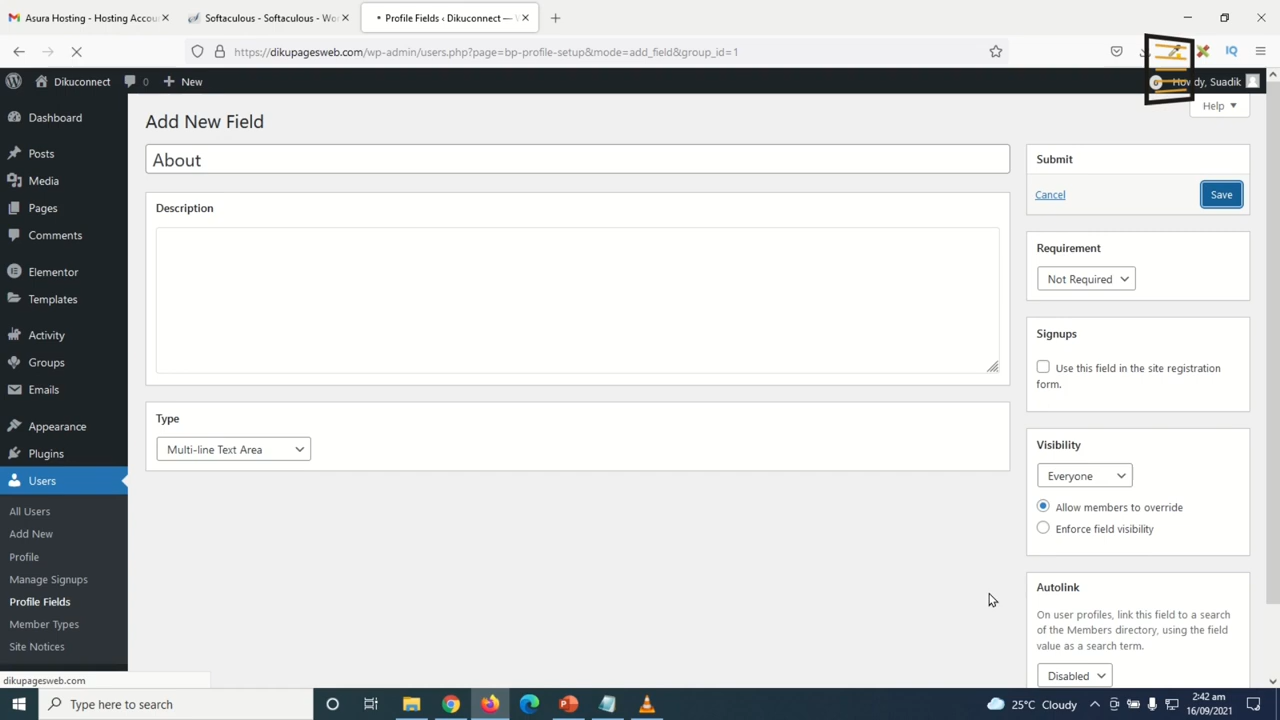 Asura Hosting - Hosting Accou
Softaculous - Softaculous - Wo
Profile Fields ‹ Dikuconnect —
https://dikupagesweb.com/wp-admin/users.php?page=bp-profile-setup&mode=add_field&group_id=1
IQ
Dikuconnect
0
New
dy, Suadik
Help
Dashboard
Posts
Media
Pages
Comments
Elementor
Templates
Activity
Groups
Emails
Appearance
Plugins
Users
All Users
Add New
Profile
Manage Signups
Profile Fields
Member Types
Site Notices
Add New Field
About
Description
Type
Multi-line Text Area
Submit
Cancel
Save
Requirement
Not Required
Signups
Use this field in the site registration
form.
Visibility
Everyone
Allow members to override
Enforce field visibility
Autolink
On user profiles, link this field to a search
of the Members directory, using the field
value as a search term.
Disabled
dikupagesweb.com
Type here to search
25°C Cloudy
2:42 am
16/09/2021